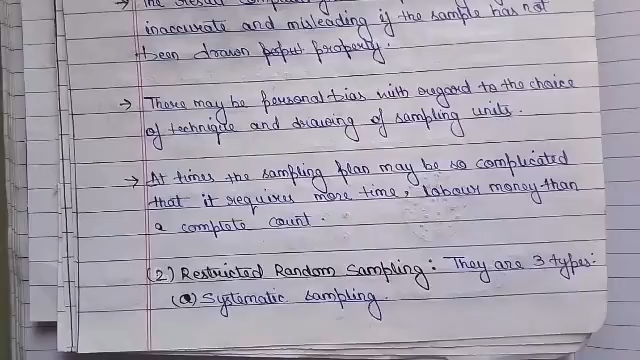 → The result
inaccurate and misleading if the sample has not
been drawn properly.
→ There may be personal bias with regard to the choice
of technique and drawing of sampling units.
→ At times the sampling plan may be so complicated
that it requires more time, labour money than
a complete count.
(2) Restricted Random Sampling: They are 3 types:-
(a) Systematic sampling.